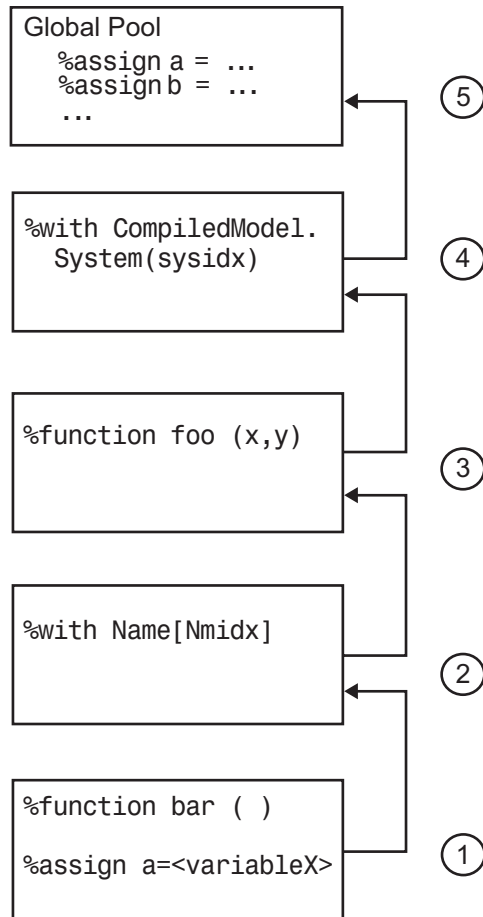 Global Pool
%assign a = ...
%assign b = ...
...
5
%with CompiledModel.
System(sysidx)
4
%function foo (x,y)
3
%with Name[Nmidx]
2
%function bar ( )
%assign a=<variableX>
1